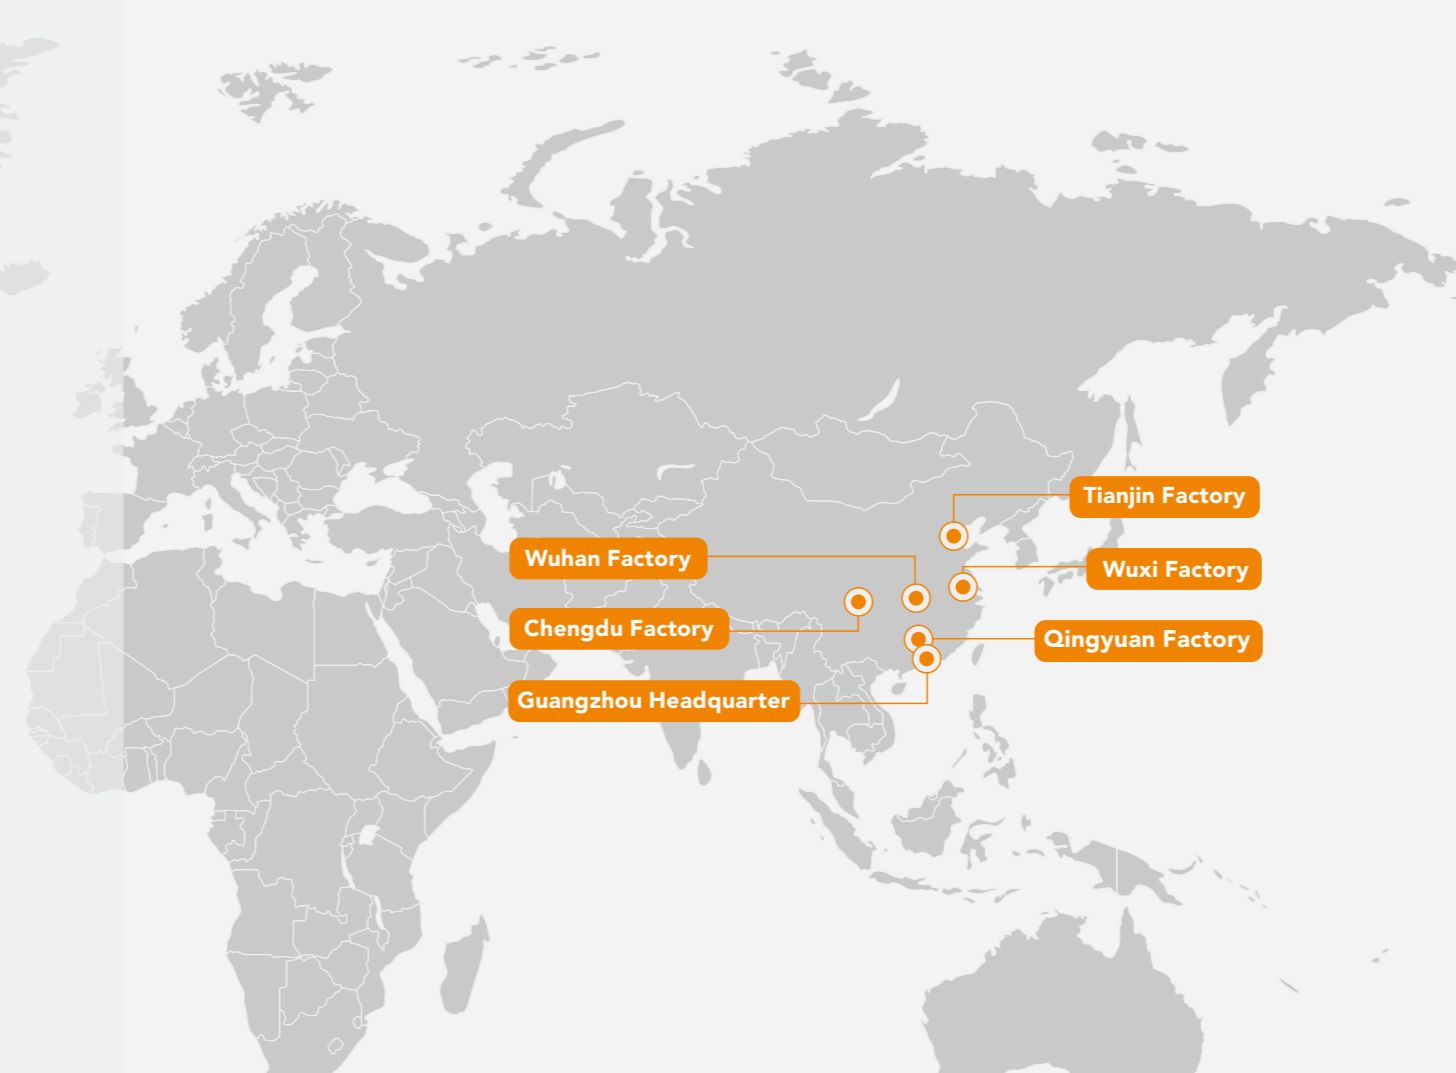 Tianjin Factory
Wuhan Factory
Wuxi Factory
Chengdu Factory
Qingyuan Factory
Guangzhou Headquarter